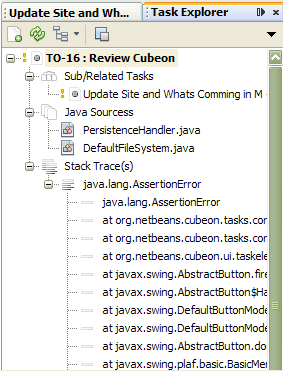 Update Site and Wh...
Task Explorer
TO-16 : Review Cubeon
Sub/Related Tasks
Update Site and Whats Comming in M
Java Sourcess
PersistenceHandler.java
DefaultFileSystem.java
Stack Trace(s)
java.lang.AssertionError
java.lang.AssertionError
at org.netbeans.cubeon.tasks.cor
at org.netbeans.cubeon.tasks.cor
at org.netbeans.cubeon.ui.taskele
at javax.swing.AbstractButton.fire
at javax.swing.AbstractButton$Ha
at javax.swing.DefaultButtonMode
at javax.swing.DefaultButtonMode
at javax.swing.AbstractButton.do
at javax.swing.plaf.basic.BasicMer